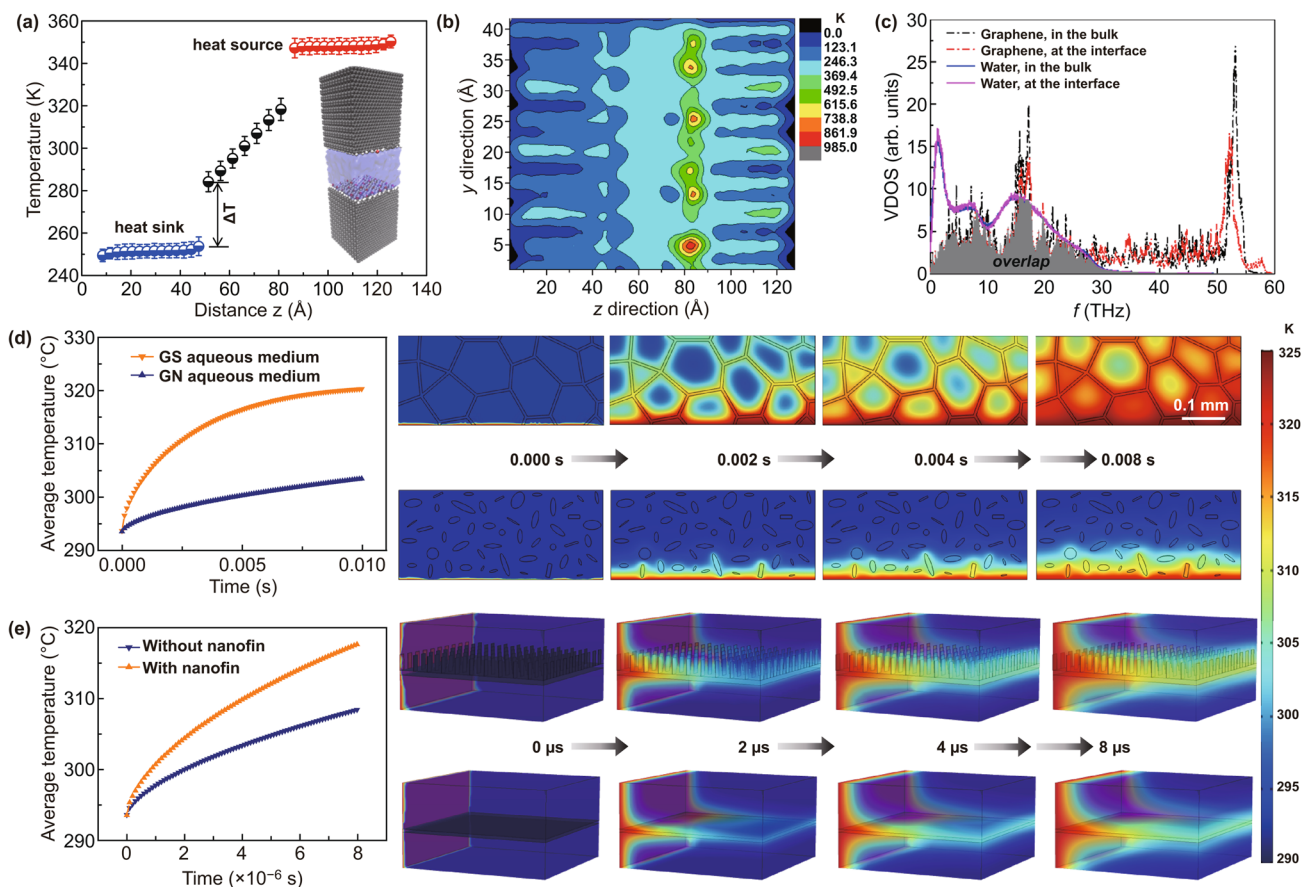 (a)
Temperature (K)
360
340
320
300
280
260
240
heat source
heat sink
ΔT
0 20 40 60 80 100 120 140
Distance z (Å)
(b)
y direction (Å)
40
35
30
25
20
15
10
5
20 40 60 80 100 120
z direction (Å)
K
0.0
123.1
246.3
369.4
492.5
615.6
738.8
861.9
985.0
(c)
VDOS (arb. units)
30
25
20
15
10
5
0
Graphene, in the bulk
Graphene, at the interface
Water, in the bulk
Water, at the interface
overlap
0 10 20 30 40 50 60
f (THz)
(d)
Average temperature (°C)
330
320
310
300
290
GS aqueous medium
GN aqueous medium
0.000 0.005 0.010
Time (s)
0.1 mm
0.000 s 0.002 s 0.004 s 0.008 s
(e)
Average temperature (°C)
320
310
300
290
Without nanofin
With nanofin
0 2 4 6 8
Time (×10⁻⁶ s)
0 µs 2 µs 4 µs 8 µs
K
325
320
315
310
305
300
295
290